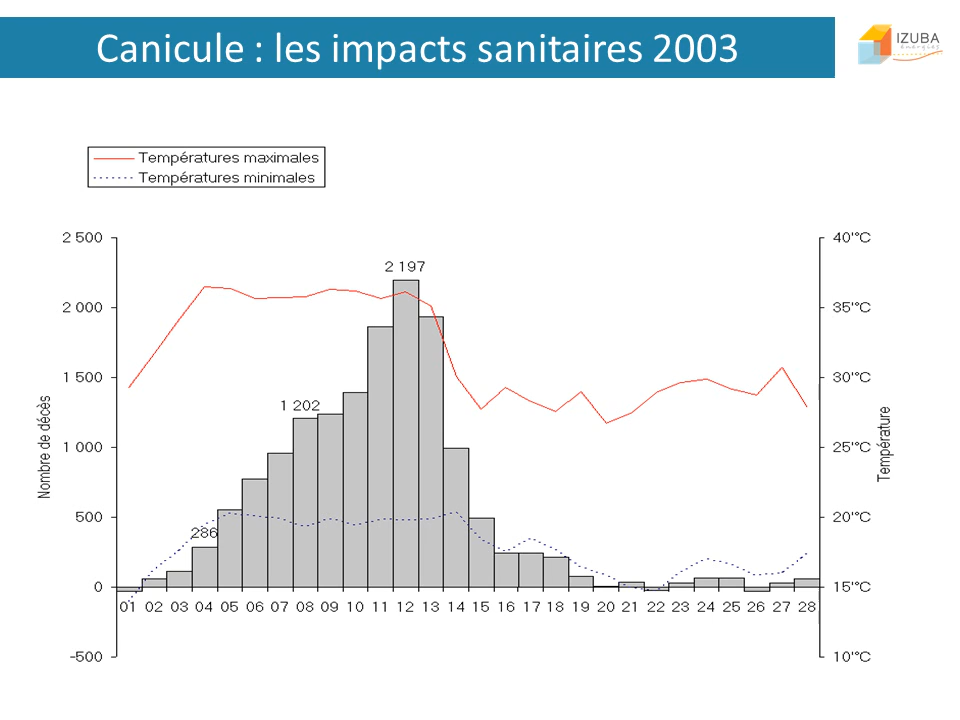 Canicule : les impacts sanitaires 2003
IZUBA
énergies
Températures maximales
Températures minimales
2 500
2 000
1 500
1 000
500
0
-500
Nombre de décès
286
1 202
2 197
40'°C
35'°C
30'°C
25'°C
20'°C
15'°C
10'°C
Température
01 02 03 04 05 06 07 08 09 10 11 12 13 14 15 16 17 18 19 20 21 22 23 24 25 26 27 28